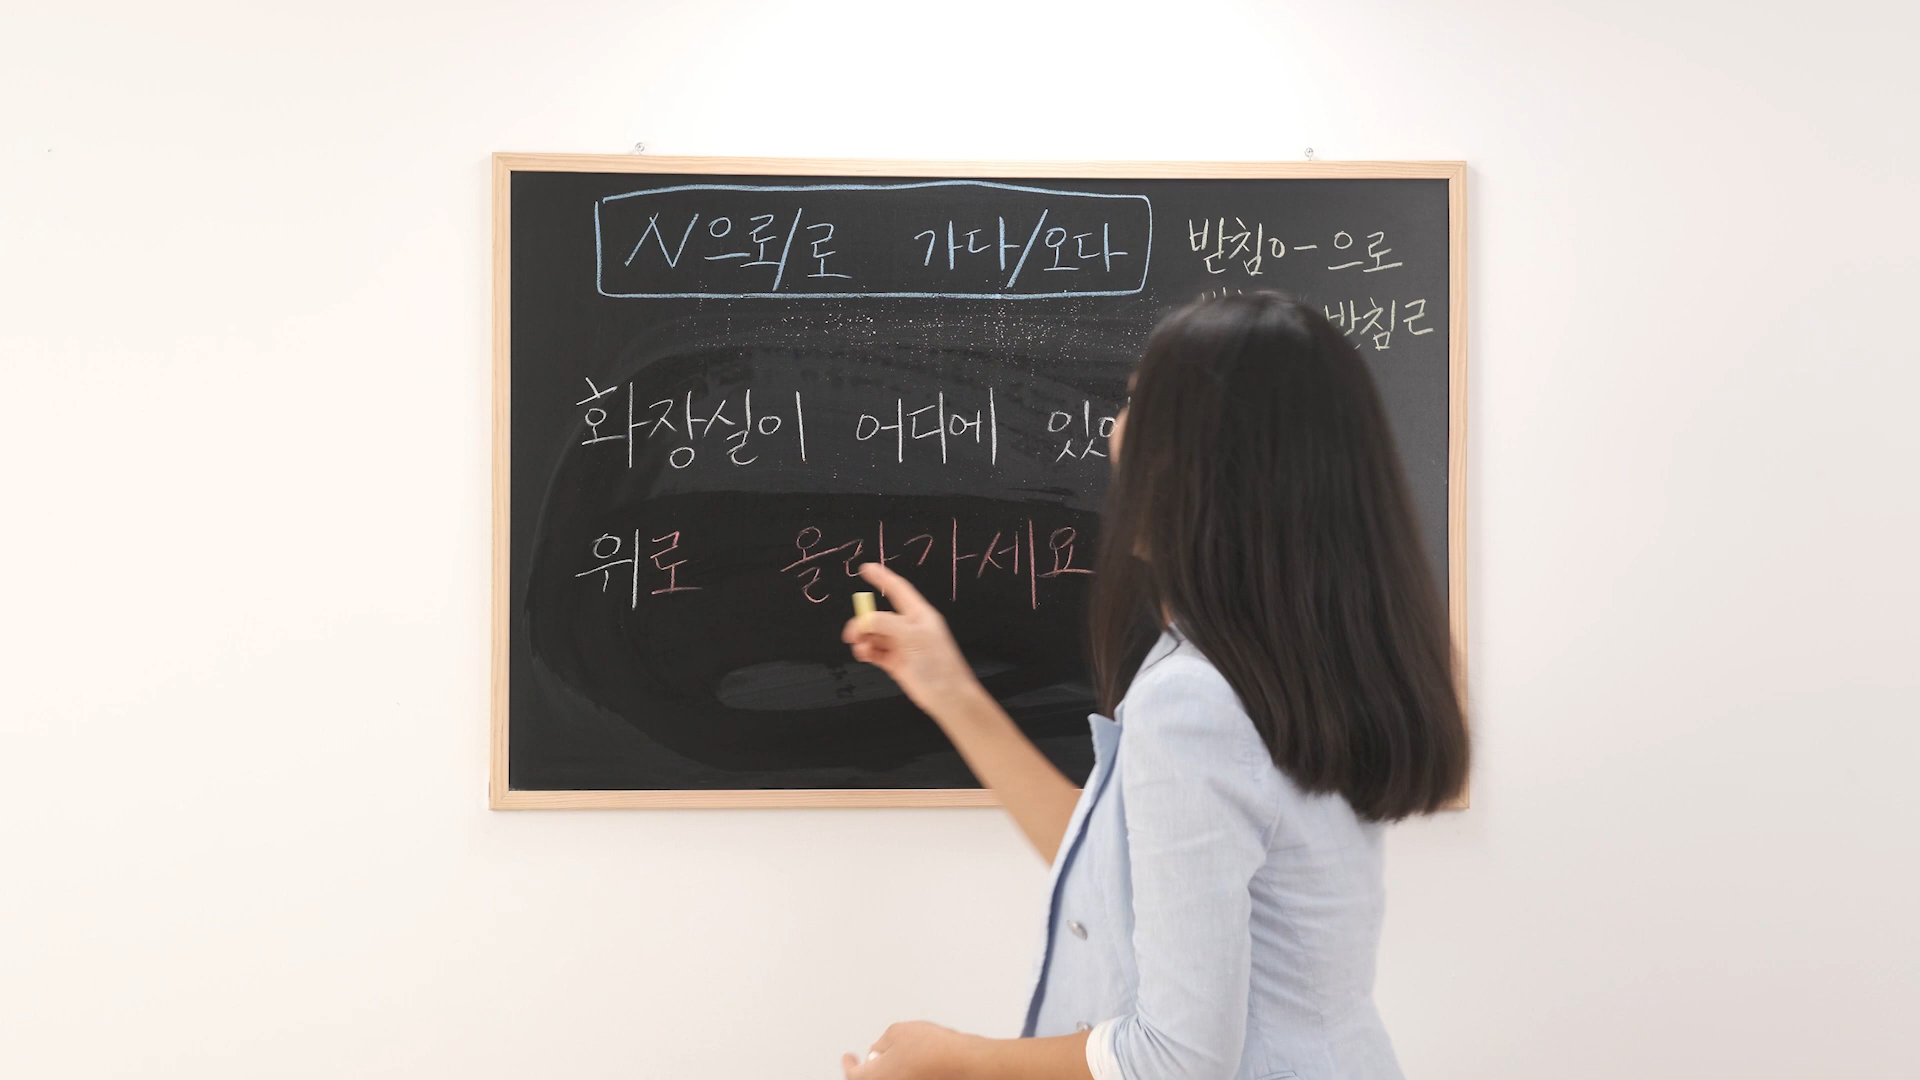 N으로/로 가다/오다
받침O-으로
받침ㄹ
화장실이 어디에
위로 올라가세요